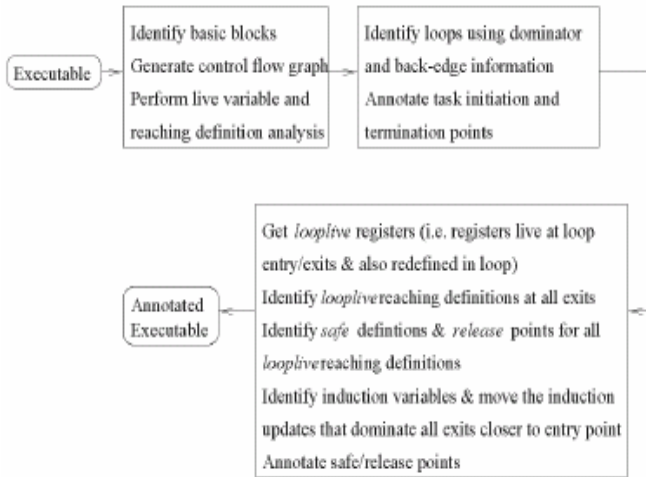 Executable
Identify basic blocks
Generate control flow graph
Perform live variable and
reaching definition analysis
Identify loops using dominator
and back-edge information
Annotate task initiation and
termination points
Get looplive registers (i.e. registers live at loop
entry/exits & also redefined in loop)
Identify looplive reaching definitions at all exits
Identify safe defintions & release points for all
looplive reaching definitions
Identify induction variables & move the induction
updates that dominate all exits closer to entry point
Annotate safe/release points
Annotated
Executable